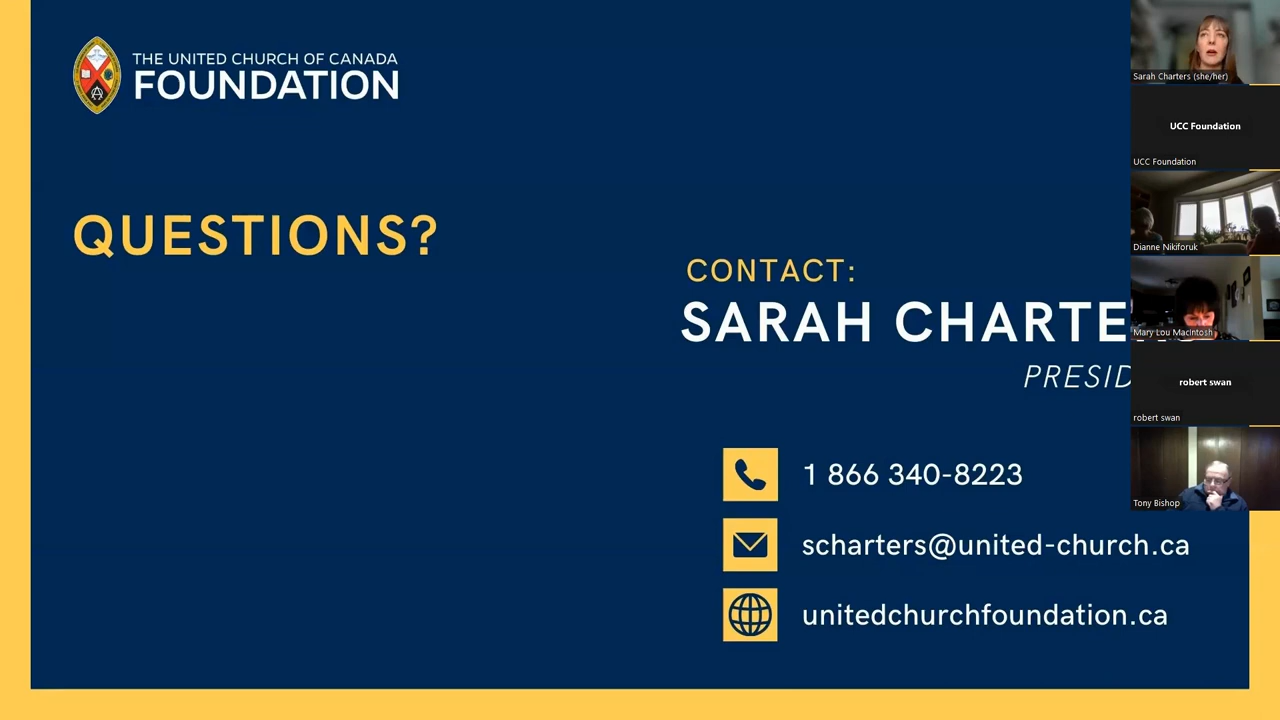 THE UNITED CHURCH OF CANADA
FOUNDATION
QUESTIONS?
CONTACT:
SARAH CHARTE
PRESID
1 866 340-8223
scharters@united-church.ca
unitedchurchfoundation.ca
Sarah Charters (she/her)
UCC Foundation
UCC Foundation
Dianne Nikiforuk
Mary Lou MacIntosh
robert swan
robert swan
Tony Bishop